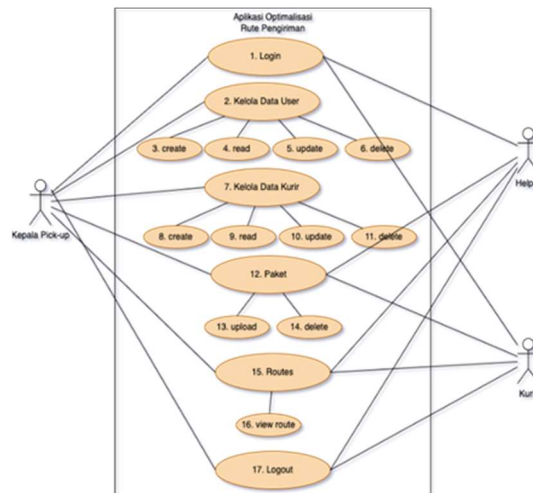 Aplikasi Optimalisasi
Rute Pengiriman
1. Login
2. Kelola Data User
3. create
4. read
5. update
6. delete
7. Kelola Data Kurir
8. create
9. read
10. update
11. delete
12. Paket
13. upload
14. delete
15. Routes
16. view route
17. Logout
Kepala Pick-up
Help
Kur